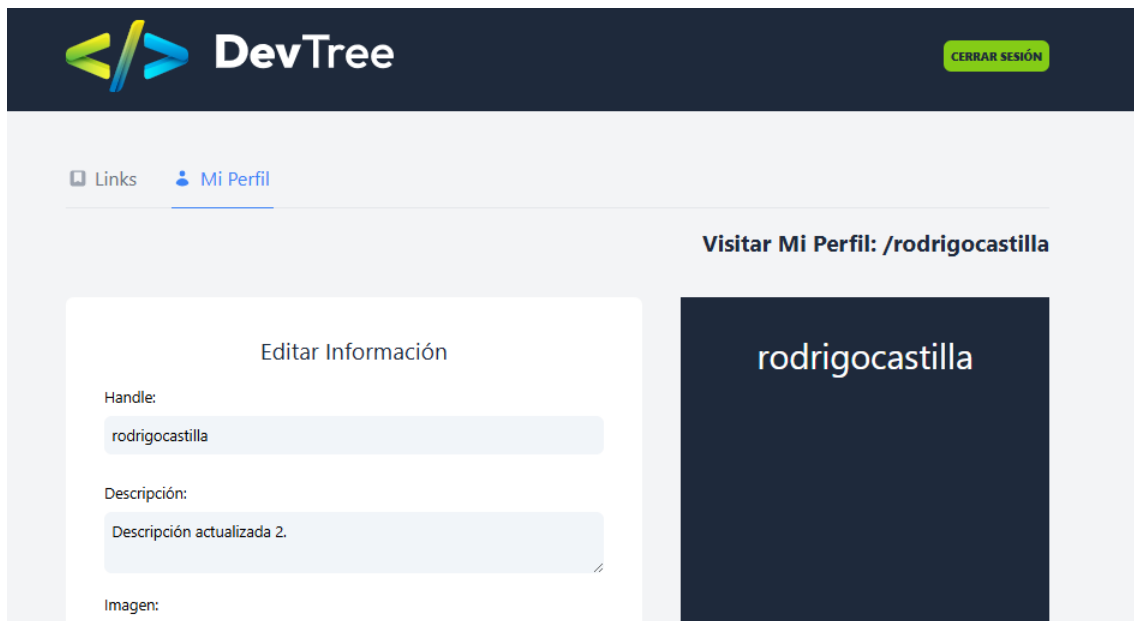 </> DevTree
CERRAR SESIÓN
Links
Mi Perfil
Visitar Mi Perfil: /rodrigocastilla
Editar Información
Handle:
rodrigocastilla
Descripción:
Descripción actualizada 2.
Imagen:
rodrigocastilla